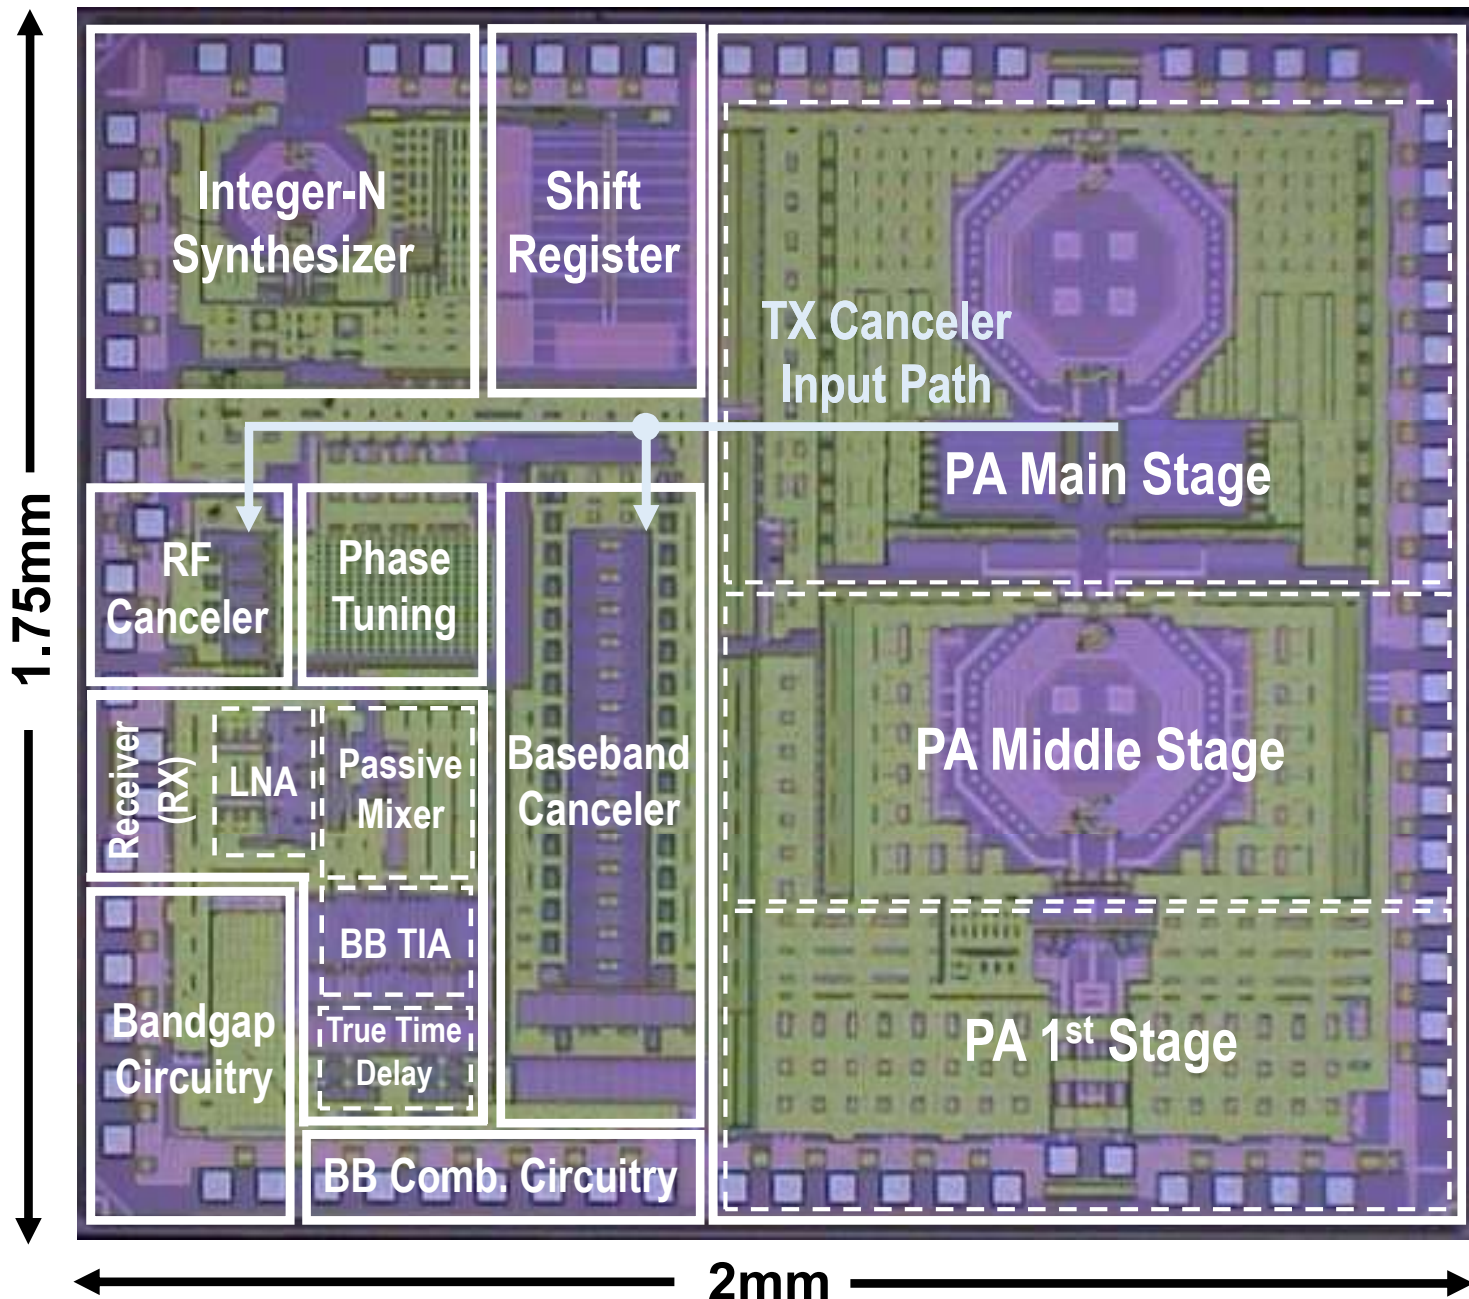 Integer-N
Synthesizer
Shift
Register
TX Canceler
Input Path
PA Main Stage
RF
Canceler
Phase
Tuning
1.75mm
Receiver
(RX)
LNA
Passive
Mixer
Baseband
Canceler
PA Middle Stage
BB TIA
True Time
Delay
Bandgap
Circuitry
PA 1st Stage
BB Comb. Circuitry
2mm